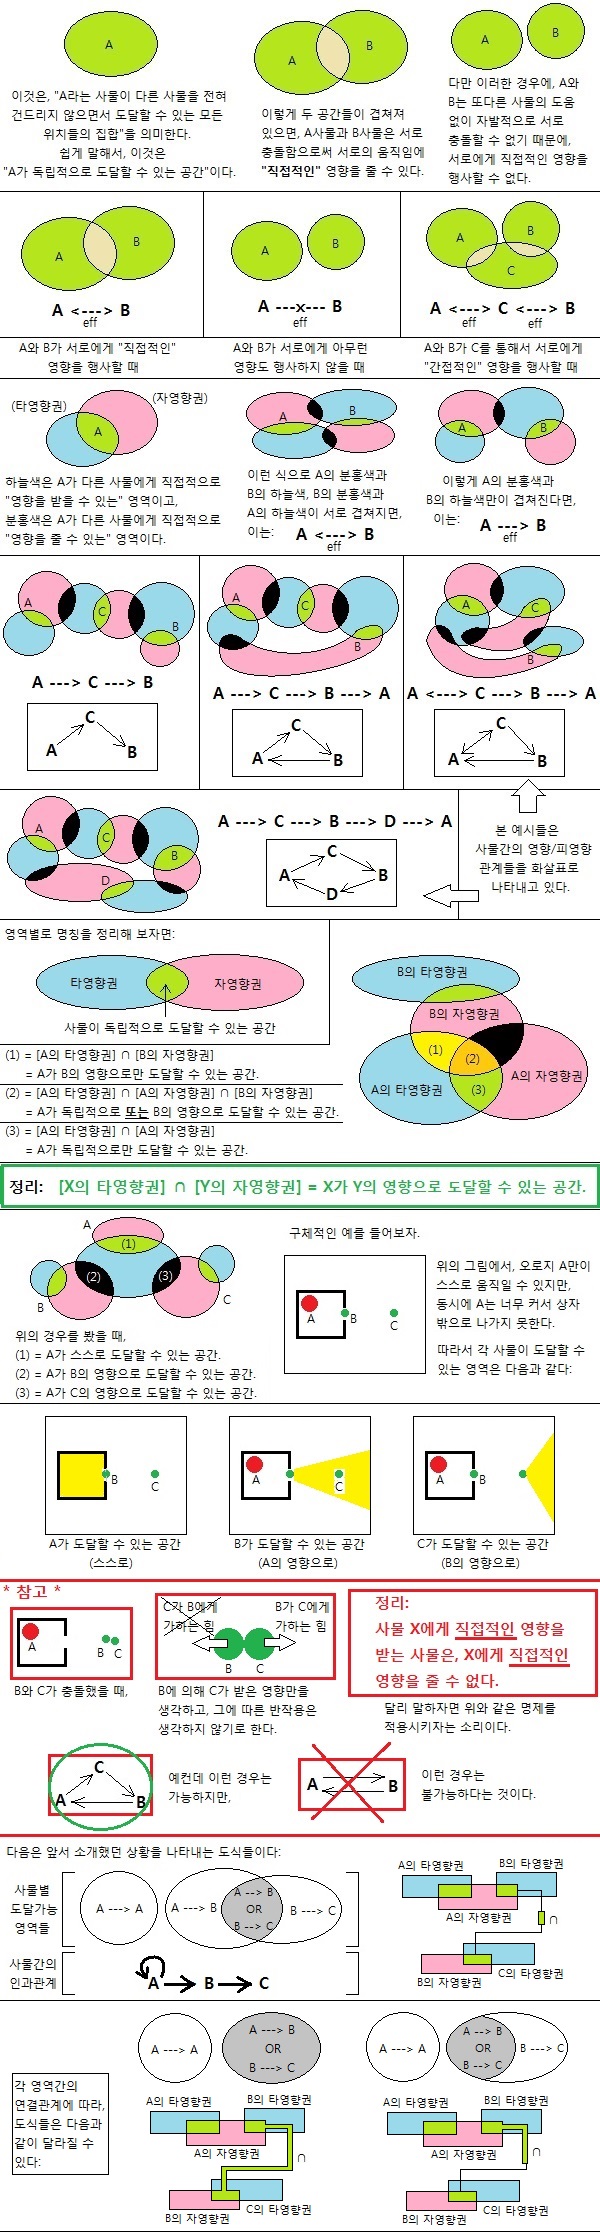 A
A
B
A
B
이것은, "A라는 사물이 다른 사물을 전혀
건드리지 않으면서 도달할 수 있는 모든
위치들의 집합"을 의미한다.
쉽게 말해서, 이것은
"A가 독립적으로 도달할 수 있는 공간"이다.
이렇게 두 공간들이 겹쳐져
있으면, A사물과 B사물은 서로
충돌함으로써 서로의 움직임에
"직접적인" 영향을 줄 수 있다.
다만 이러한 경우에, A와
B는 또다른 사물의 도움
없이 자발적으로 서로
충돌할 수 없기 때문에,
서로에게 직접적인 영향을
행사할 수 없다.
A
B
A
B
A
B
C
A <---> B
eff
A ---x--- B
eff
A <---> C <---> B
eff
eff
A와 B가 서로에게 "직접적인"
영향을 행사할 때
A와 B가 서로에게 아무런
영향도 행사하지 않을 때
A와 B가 C를 통해서 서로에게
"간접적인" 영향을 행사할 때
(타영향권)
(자영향권)
A
A
B
A
B
하늘색은 A가 다른 사물에게 직접적으로
"영향을 받을 수 있는" 영역이고,
분홍색은 A가 다른 사물에게 직접적으로
"영향을 줄 수 있는" 영역이다.
이런 식으로 A의 분홍색과
B의 하늘색, B의 분홍색과
A의 하늘색이 서로 겹쳐지면,
이는:
A <---> B
eff
이렇게 A의 분홍색과
B의 하늘색만이 겹쳐진다면,
이는:
A ---> B
eff
A
C
B
A
C
B
A
C
B
A ---> C ---> B
A ---> C ---> B ---> A
A <---> C ---> B ---> A
C
A
B
C
A
B
C
A
B
A
C
B
D
A ---> C ---> B ---> D ---> A
C
A
B
D
본 예시들은
사물간의 영향/피영향
관계들을 화살표로
나타내고 있다.
영역별로 명칭을 정리해 보자면:
타영향권
자영향권
사물이 독립적으로 도달할 수 있는 공간
B의 타영향권
B의 자영향권
(1)
(2)
(3)
A의 타영향권
A의 자영향권
(1) = [A의 타영향권] ∩ [B의 자영향권]
= A가 B의 영향으로만 도달할 수 있는 공간.
(2) = [A의 타영향권] ∩ [A의 자영향권] ∩ [B의 자영향권]
= A가 독립적으로 또는 B의 영향으로 도달할 수 있는 공간.
(3) = [A의 타영향권] ∩ [A의 자영향권]
= A가 독립적으로만 도달할 수 있는 공간.
정리: [X의 타영향권] ∩ [Y의 자영향권] = X가 Y의 영향으로 도달할 수 있는 공간.
A
(1)
(2)
(3)
B
C
위의 경우를 봤을 때,
(1) = A가 스스로 도달할 수 있는 공간.
(2) = A가 B의 영향으로 도달할 수 있는 공간.
(3) = A가 C의 영향으로 도달할 수 있는 공간.
구체적인 예를 들어보자.
A
B
C
위의 그림에서, 오로지 A만이
스스로 움직일 수 있지만,
동시에 A는 너무 커서 상자
밖으로 나가지 못한다.
따라서 각 사물이 도달할 수
있는 영역은 다음과 같다:
B
C
A
C
A
B
A가 도달할 수 있는 공간
(스스로)
B가 도달할 수 있는 공간
(A의 영향으로)
C가 도달할 수 있는 공간
(B의 영향으로)
* 참고 *
A
B C
C가 B에게
가하는 힘
B가 C에게
가하는 힘
B
C
정리:
사물 X에게 직접적인 영향을
받는 사물은, X에게 직접적인
영향을 줄 수 없다.
B와 C가 충돌했을 때,
B에 의해 C가 받은 영향만을
생각하고, 그에 따른 반작용은
생각하지 않기로 한다.
달리 말하자면 위와 같은 명제를
적용시키자는 소리이다.
C
A
B
예컨데 이런 경우는
가능하지만,
A
B
이런 경우는
불가능하다는 것이다.
다음은 앞서 소개했던 상황을 나타내는 도식들이다:
사물별
도달가능
영역들
A ---> A
A ---> B
A --> B
OR
B --> C
B ---> C
사물간의
인과관계
A
B
C
A의 타영향권
B의 타영향권
A의 자영향권
∩
B의 자영향권
C의 타영향권
각 영역간의
연결관계에 따라,
도식들은 다음과
같이 달라질 수
있다:
A ---> A
A ---> B
OR
B ---> C
A의 타영향권
B의 타영향권
A의 자영향권
∩
B의 자영향권
C의 타영향권
A ---> A
A --> B
OR
B --> C
B ---> C
A의 타영향권
B의 타영향권
A의 자영향권
∩
B의 자영향권
C의 타영향권